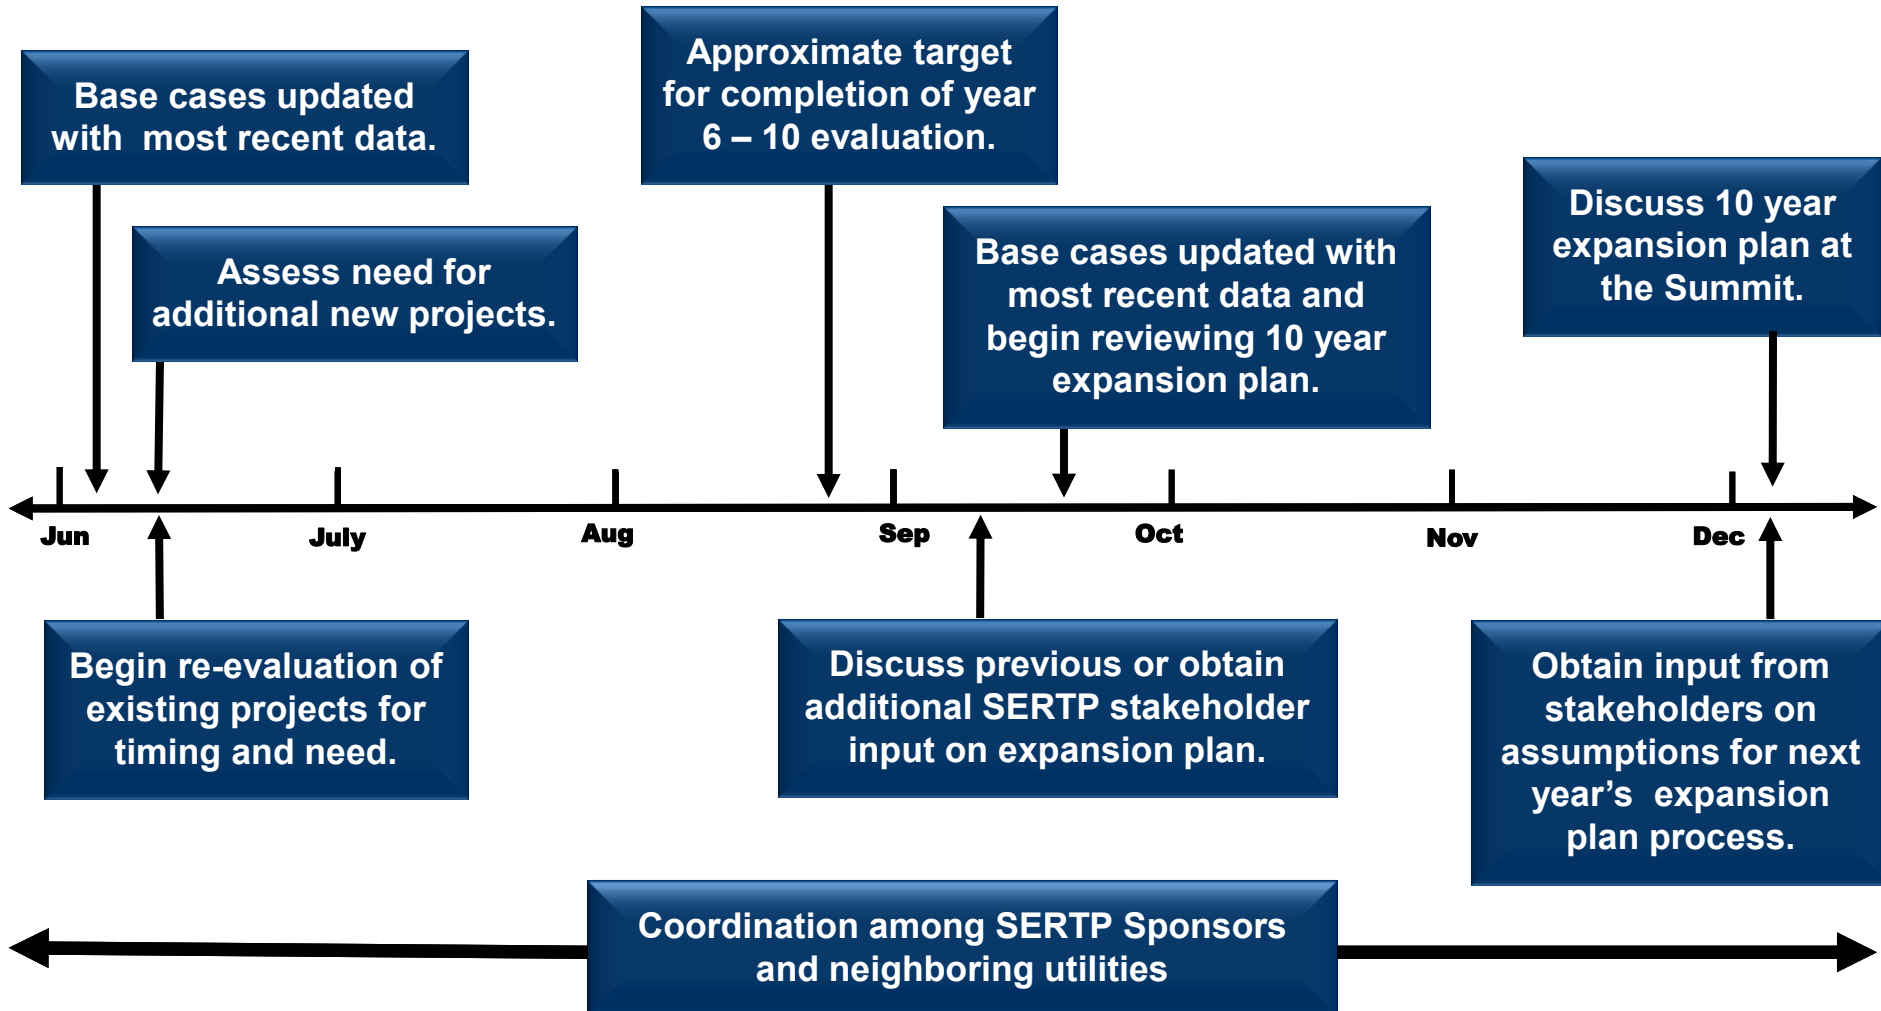 Base cases updated
with  most recent data.
Assess need for
additional new projects.
Approximate target
for completion of year
6 – 10 evaluation.
Base cases updated with
most recent data and
begin reviewing 10 year
expansion plan.
Discuss 10 year
expansion plan at
the Summit.
Jun
July
Aug
Sep
Oct
Nov
Dec
Begin re-evaluation of
existing projects for
timing and need.
Discuss previous or obtain
additional SERTP stakeholder
input on expansion plan.
Obtain input from
stakeholders on
assumptions for next
year’s  expansion
plan process.
Coordination among SERTP Sponsors
and neighboring utilities